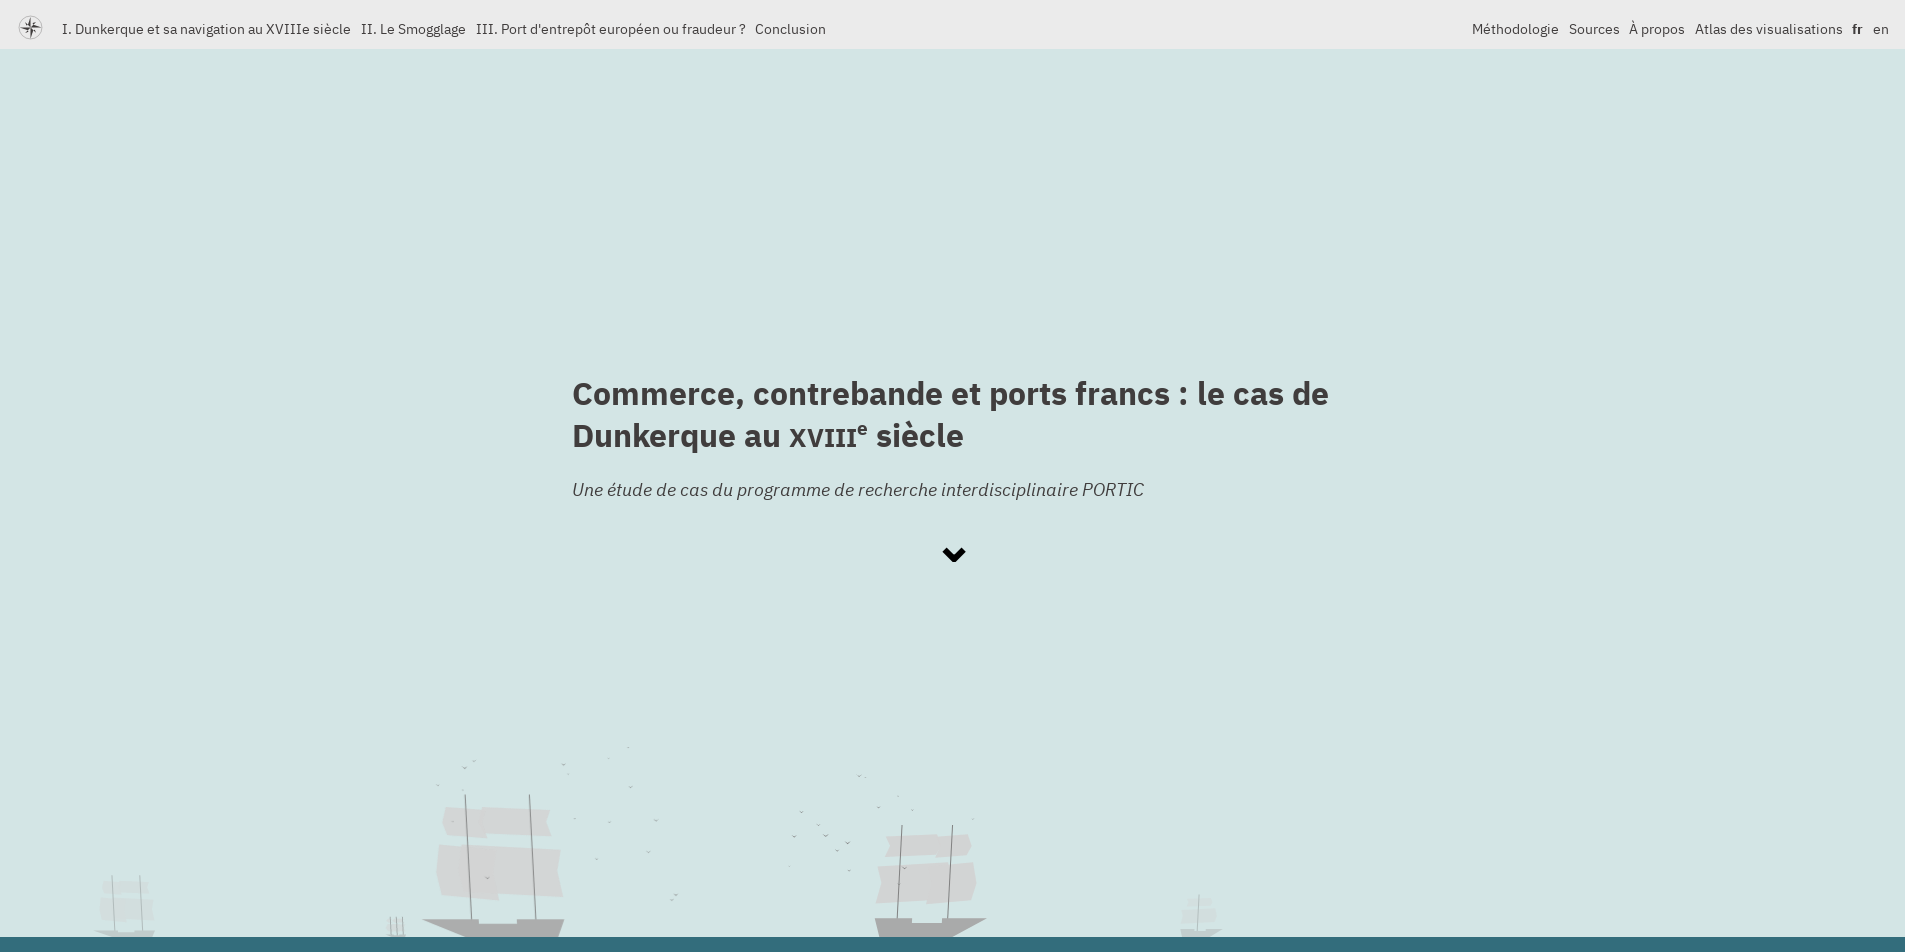 I. Dunkerque et sa navigation au XVIIIe siècle II. Le Smogglage III. Port d'entrepôt européen ou fraudeur ? Conclusion Méthodologie Sources À propos Atlas des visualisations fr en
Commerce, contrebande et ports francs : le cas de
Dunkerque au XVIIIe siècle
Une étude de cas du programme de recherche interdisciplinaire PORTIC